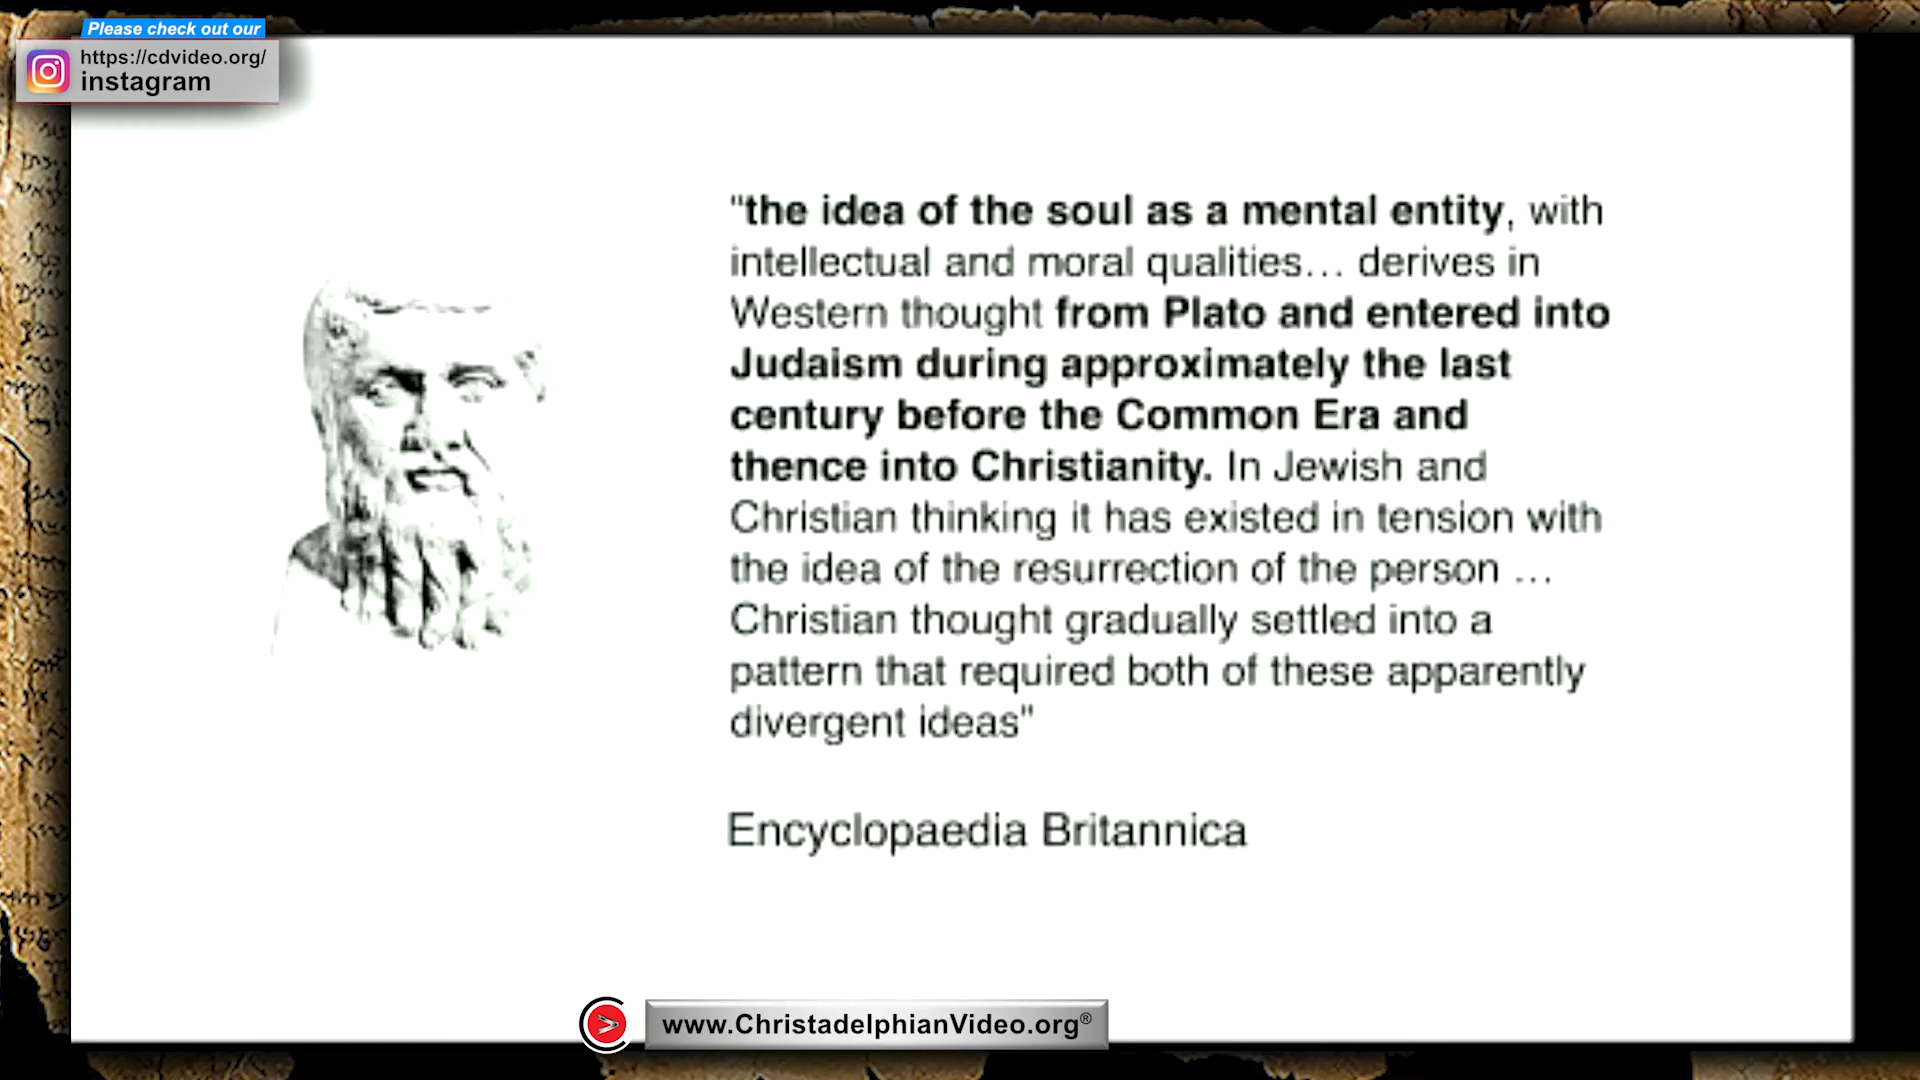 Please check out our
https://cdvideo.org/
instagram
"the idea of the soul as a mental entity, with
intellectual and moral qualities... derives in
Western thought from Plato and entered into
Judaism during approximately the last
century before the Common Era and
thence into Christianity. In Jewish and
Christian thinking it has existed in tension with
the idea of the resurrection of the person ...
Christian thought gradually settled into a
pattern that required both of these apparently
divergent ideas"
Encyclopaedia Britannica
www.ChristadelphianVideo.org®